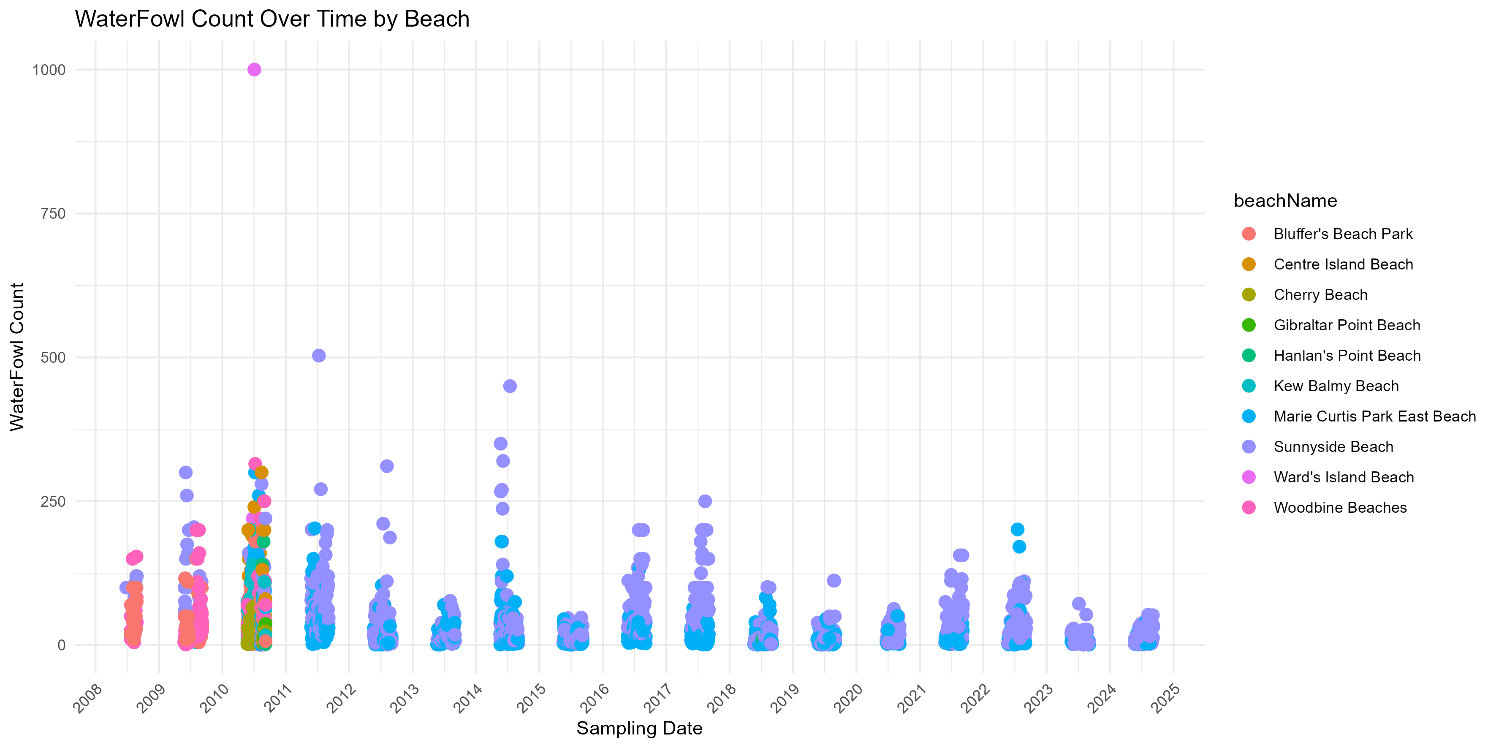 WaterFowl Count Over Time by Beach
1000
750
500
250
0
WaterFowl Count
2008
2009
2010
2011
2012
2013
2014
2015
2016
2017
2018
2019
2020
2021
2022
2023
2024
2025
Sampling Date
beachName
Bluffer's Beach Park
Centre Island Beach
Cherry Beach
Gibraltar Point Beach
Hanlan's Point Beach
Kew Balmy Beach
Marie Curtis Park East Beach
Sunnyside Beach
Ward's Island Beach
Woodbine Beaches